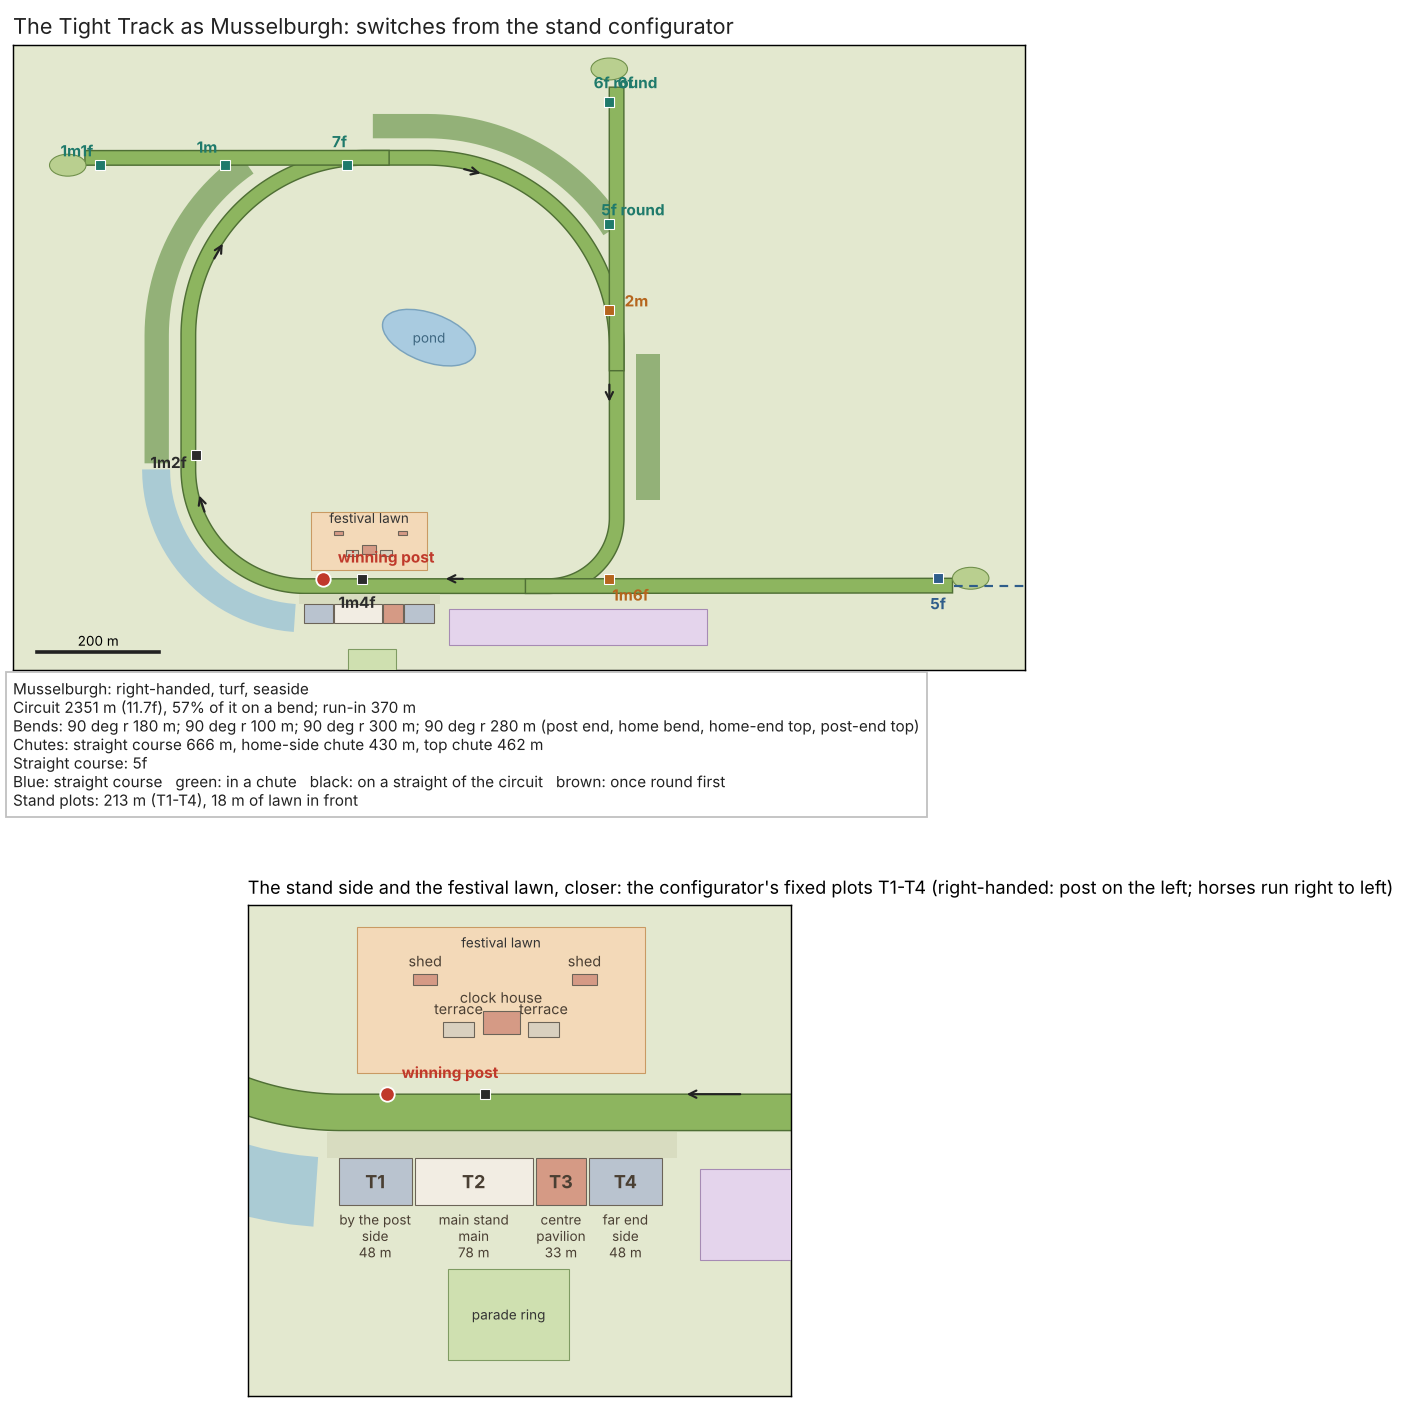 The Tight Track as Musselburgh: switches from the stand configurator
6f round
6f
1m1f
1m
7f
5f round
2m
pond
1m2f
festival lawn
winning post
1m4f
1m6f
5f
200 m
Musselburgh: right-handed, turf, seaside
Circuit 2351 m (11.7f), 57% of it on a bend; run-in 370 m
Bends: 90 deg r 180 m; 90 deg r 100 m; 90 deg r 300 m; 90 deg r 280 m (post end, home bend, home-end top, post-end top)
Chutes: straight course 666 m, home-side chute 430 m, top chute 462 m
Straight course: 5f
Blue: straight course   green: in a chute   black: on a straight of the circuit   brown: once round first
Stand plots: 213 m (T1-T4), 18 m of lawn in front
The stand side and the festival lawn, closer: the configurator's fixed plots T1-T4 (right-handed: post on the left; horses run right to left)
festival lawn
shed
shed
clock house
terrace
terrace
winning post
T1
T2
T3
T4
by the post
side
48 m
main stand
main
78 m
centre
pavilion
33 m
far end
side
48 m
parade ring